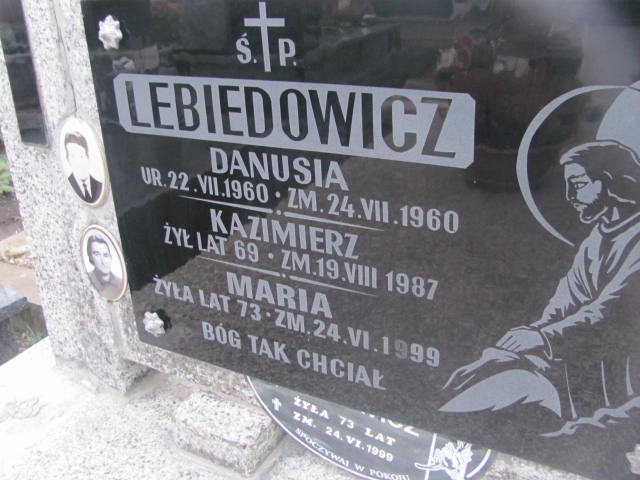 Ś. P.
LEBIEDOWICZ
DANUSIA
UR. 22. VII. 1960 · ZM. 24. VII. 1960
KAZIMIERZ
ŻYŁ LAT 69 · ZM. 19. VIII 1987
MARIA
ŻYŁA LAT 73 · ZM. 24. VI. 1999
BÓG TAK CHCIAŁ
ŻYŁA 73 LAT
ZM. 24. VI. 1999
SPOCZYWAJ W POKOJU